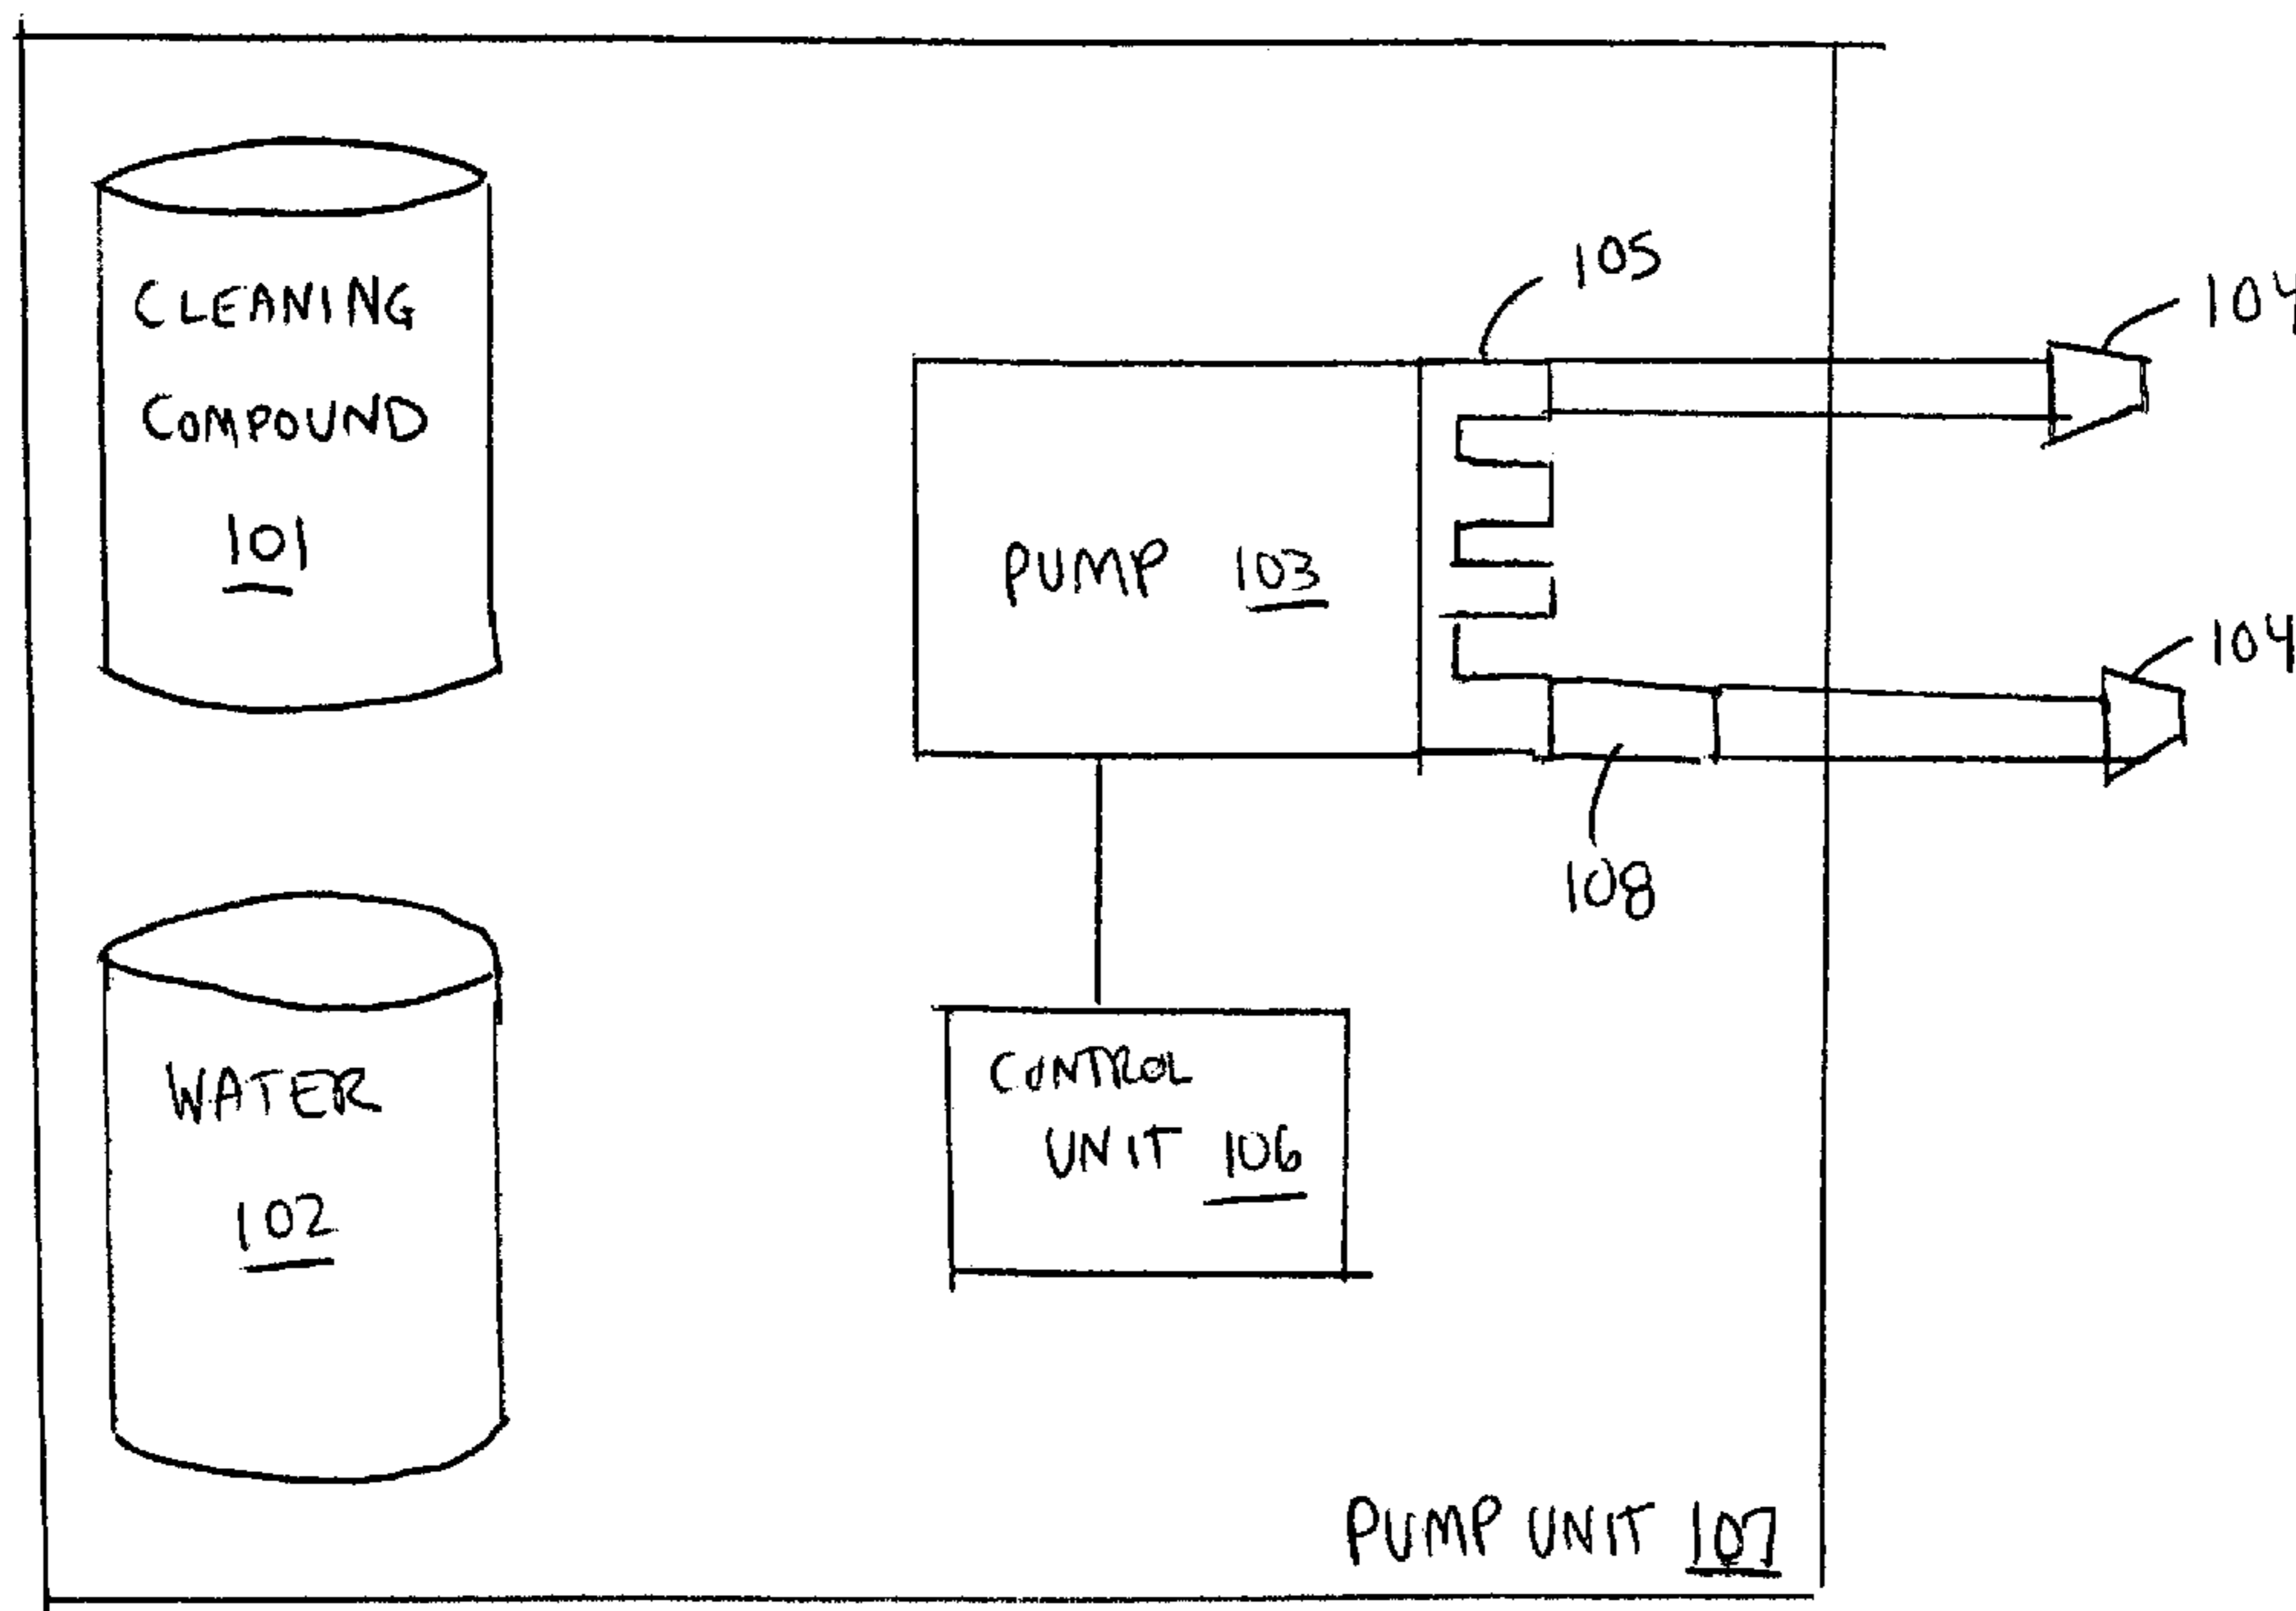 CLEANING
COMPOUND
101
105
104
PUMP 103
104
108
WATER
102
CONTROL
UNIT 106
PUMP UNIT 107